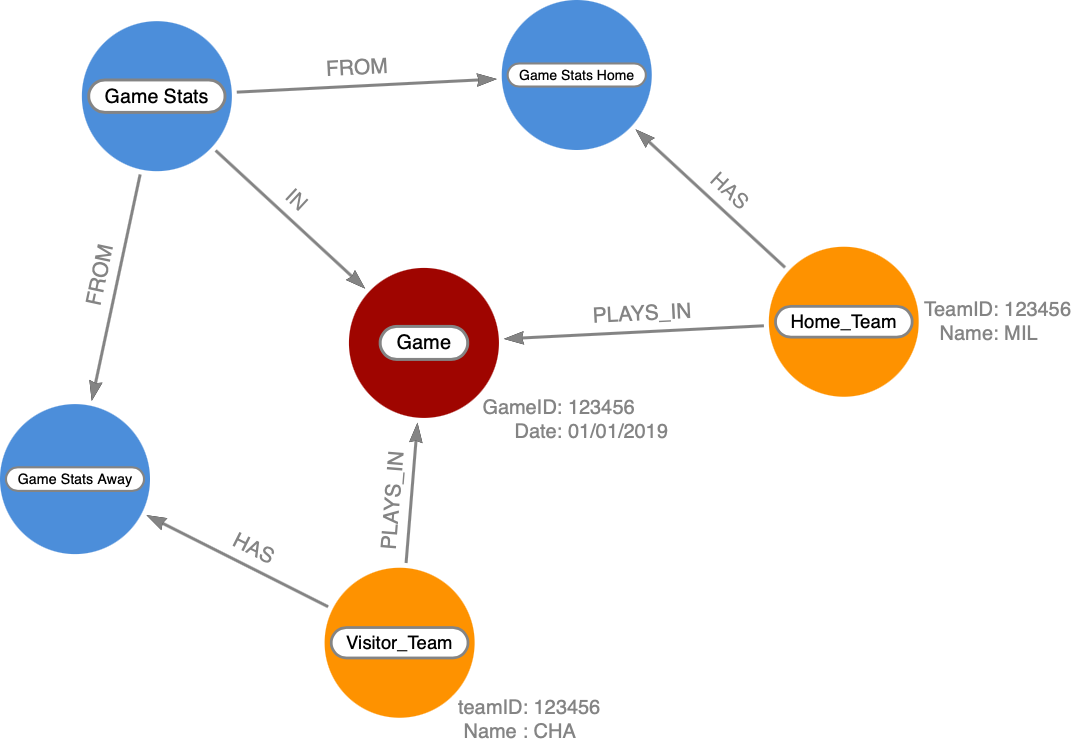 FROM
Game Stats Home
Game Stats
IN
HAS
FROM
PLAYS_IN
Home_Team
TeamID: 123456
Name: MIL
Game
GameID: 123456
Date: 01/01/2019
Game Stats Away
PLAYS_IN
HAS
Visitor_Team
teamID: 123456
Name : CHA